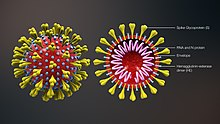 Spike Glycoprotein (S)
RNA and N protein
Envelope
Hemagglutinin-esterase
dimer (HE)